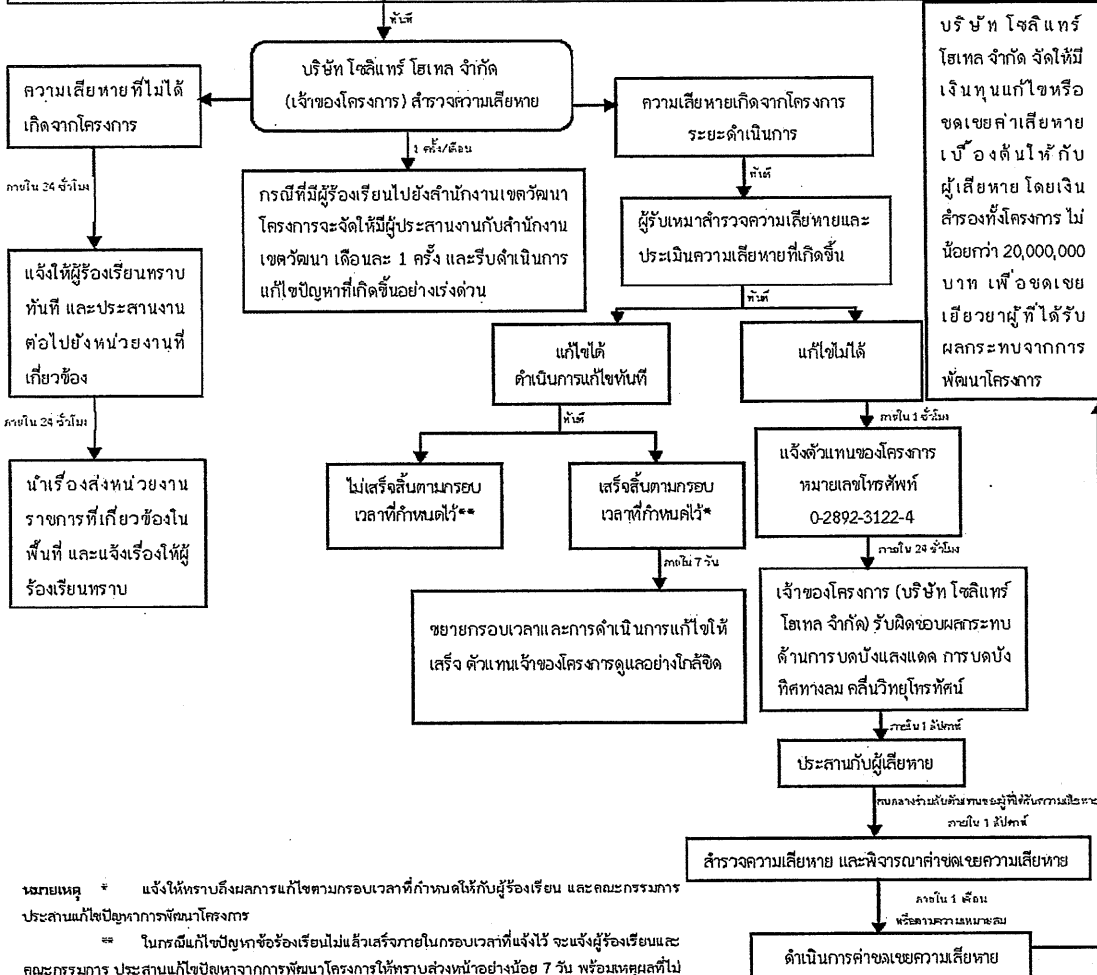 ทันที
บริษัท โซลิแทร์ โฮเทล จำกัด
(เจ้าของโครงการ) สำรวจความเสียหาย
ความเสียหายที่ไม่ได้
เกิดจากโครงการ
ความเสียหายเกิดจากโครงการ
ระยะดำเนินการ
บริษัท โซลิแทร์
โฮเทล จำกัด จัดให้มี
เงินทุนแก้ไขหรือ
ชดเชยค่าเสียหาย
เบื้องต้นให้กับ
ผู้เสียหาย โดยเงิน
สำรองทั้งโครงการ ไม่
น้อยกว่า 20,000,000
บาท เพื่อชดเชย
เยียวยาผู้ที่ได้รับ
ผลกระทบจากการ
พัฒนาโครงการ
ภายใน 24 ชั่วโมง
1 ครั้ง/เดือน
ทันที
กรณีที่มีผู้ร้องเรียนไปยังสำนักงานเขตวัฒนา
โครงการจะจัดให้มีผู้ประสานงานกับสำนักงาน
เขตวัฒนา เดือนละ 1 ครั้ง และรีบดำเนินการ
แก้ไขปัญหาที่เกิดขึ้นอย่างเร่งด่วน
ผู้รับเหมาสำรวจความเสียหายและ
ประเมินความเสียหายที่เกิดขึ้น
แจ้งให้ผู้ร้องเรียนทราบ
ทันที และประสานงาน
ต่อไปยังหน่วยงานที่
เกี่ยวข้อง
ทันที
แก้ไขได้
ดำเนินการแก้ไขทันที
แก้ไขไม่ได้
ภายใน 24 ชั่วโมง
ทันที
ภายใน 1 ชั่วโมง
นำเรื่องส่งหน่วยงาน
ราชการที่เกี่ยวข้องใน
พื้นที่ และแจ้งเรื่องให้ผู้
ร้องเรียนทราบ
ไม่เสร็จสิ้นตามกรอบ
เวลาที่กำหนดไว้**
เสร็จสิ้นตามกรอบ
เวลาที่กำหนดไว้*
แจ้งตัวแทนของโครงการ
หมายเลขโทรศัพท์
0-2892-3122-4
ภายใน 7 วัน
ภายใน 24 ชั่วโมง
ขยายกรอบเวลาและการดำเนินการแก้ไขให้
เสร็จ ตัวแทนเจ้าของโครงการดูแลอย่างใกล้ชิด
เจ้าของโครงการ (บริษัท โซลิแทร์
โฮเทล จำกัด) รับผิดชอบผลกระทบ
ด้านการบดบังแสงแดด การบดบัง
ทิศทางลม คลื่นวิทยุโทรทัศน์
ภายใน 1 สัปดาห์
ประสานกับผู้เสียหาย
คนกลางร่วมกับตัวแทนของผู้ที่ได้รับความเสียหาย
ภายใน 1 สัปดาห์
สำรวจความเสียหาย และพิจารณาค่าชดเชยความเสียหาย
ภายใน 1 เดือน
หรือตามความเหมาะสม
ดำเนินการค่าชดเชยความเสียหาย
หมายเหตุ * แจ้งให้ทราบถึงผลการแก้ไขตามกรอบเวลาที่กำหนดให้กับผู้ร้องเรียน และคณะกรรมการ
ประสานแก้ไขปัญหาการพัฒนาโครงการ
** ในกรณีแก้ไขปัญหาข้อร้องเรียนไม่แล้วเสร็จภายในกรอบเวลาที่แจ้งไว้ จะแจ้งผู้ร้องเรียนและ
คณะกรรมการ ประสานแก้ไขปัญหาจากการพัฒนาโครงการให้ทราบล่วงหน้าอย่างน้อย 7 วัน พร้อมเหตุผลที่ไม่